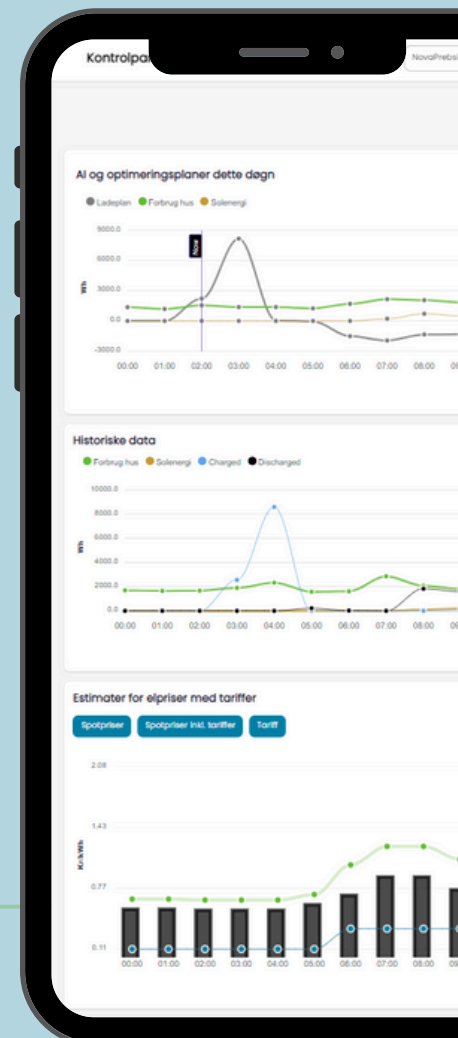 Kontrolpa
NovaPrebsi
AI og optimeringsplaner dette døgn
Ladeplan Forbrug hus Solenergi
9000.0
Now
6000.0
Wh
3000.0
0.0
-3000.0
00:00 01:00 02:00 03:00 04:00 05:00 06:00 07:00 08:00 09
Historiske data
Forbrug hus Solenergi Charged Discharged
10000.0
8000.0
6000.0
Wh
4000.0
2000.0
0.0
00:00 01:00 02:00 03:00 04:00 05:00 06:00 07:00 08:00 09
Estimater for elpriser med tariffer
Spotpriser Spotpriser inkl. tariffer Tariff
2.08
1.43
Kr/kWh
0.77
0.11
00:00 01:00 02:00 03:00 04:00 05:00 06:00 07:00 08:00 09